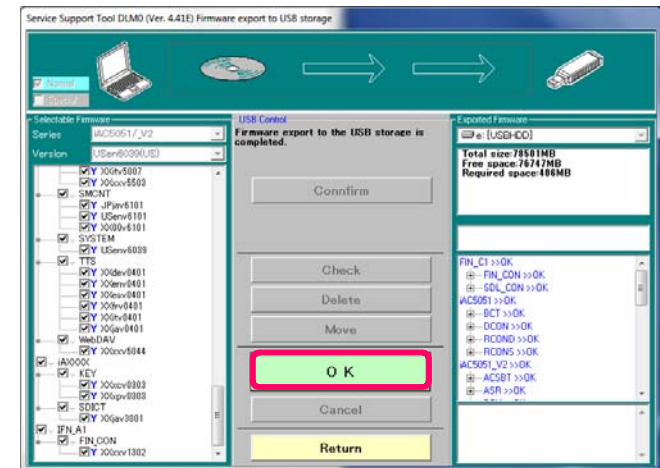 Service Support Tool DLM0 (Ver. 4.41E) Firmware export to USB storage
Normal
Special
Selectable Firmware
Series iAC5051/_V2
Version USen6039(US)
Y XXitv5007
Y XXxxv5503
SMCNT
Y JPjav6101
Y USenv6101
Y XX00v6101
SYSTEM
Y USenv6039
TTS
Y XXdev0401
Y XXenv0401
Y XXesv0401
Y XXfrv0401
Y XXitv0401
Y XXjav0401
WebDAV
Y XXxxv5044
iAXXXX
KEY
Y XXxcv0303
Y XXxpv0303
SDICT
Y XXjav3001
IFN_A1
FIN_CON
Y XXxxv1302
USB Control
Firmware export to the USB storage is
completed.
Connfirm
Check
Delete
Move
O K
Cancel
Return
Exported Firmware
e: [USBHDD]
Total size:78501MB
Free space:76747MB
Required space:406MB
FIN_C1 >>OK
FIN_CON >>OK
SDL_CON >>OK
iAC5051 >>OK
BCT >>OK
DCON >>OK
RCOND >>OK
RCONS >>OK
iAC5051_V2 >>OK
ACSBT >>OK
ASR >>OK